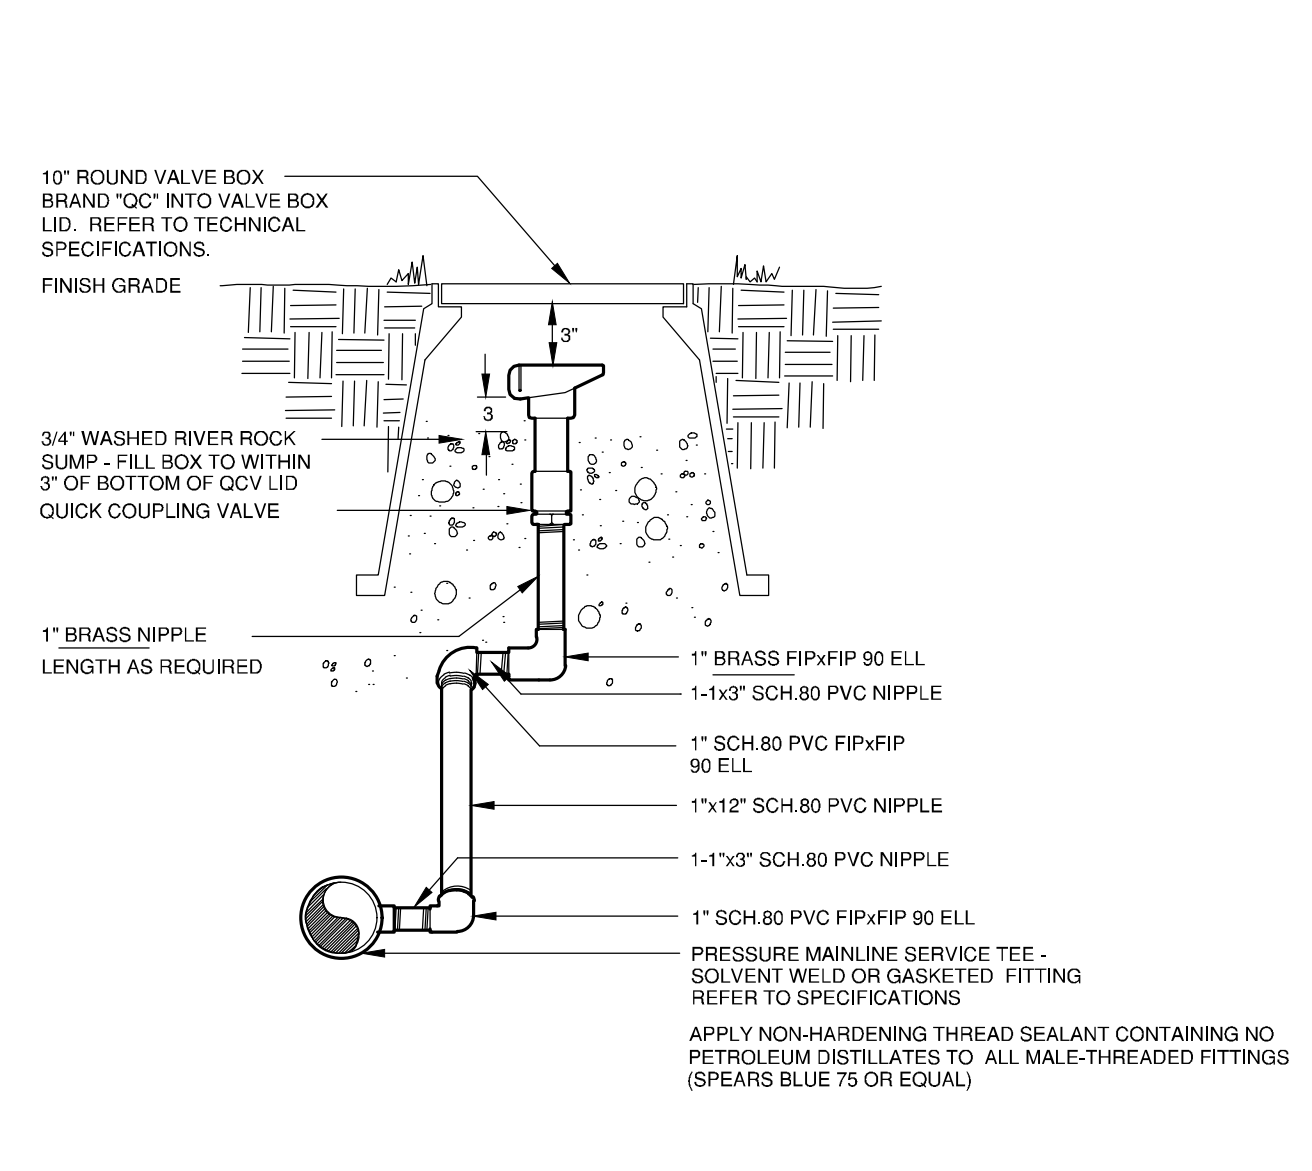 10" ROUND VALVE BOX
BRAND "QC" INTO VALVE BOX
LID. REFER TO TECHNICAL
SPECIFICATIONS.
FINISH GRADE
3"
3
3/4" WASHED RIVER ROCK
SUMP - FILL BOX TO WITHIN
3" OF BOTTOM OF QCV LID
QUICK COUPLING VALVE
1" BRASS NIPPLE
LENGTH AS REQUIRED
1" BRASS FIPxFIP 90 ELL
1-1x3" SCH.80 PVC NIPPLE
1" SCH.80 PVC FIPxFIP
90 ELL
1"x12" SCH.80 PVC NIPPLE
1-1"x3" SCH.80 PVC NIPPLE
1" SCH.80 PVC FIPxFIP 90 ELL
PRESSURE MAINLINE SERVICE TEE -
SOLVENT WELD OR GASKETED FITTING
REFER TO SPECIFICATIONS
APPLY NON-HARDENING THREAD SEALANT CONTAINING NO
PETROLEUM DISTILLATES TO ALL MALE-THREADED FITTINGS
(SPEARS BLUE 75 OR EQUAL)